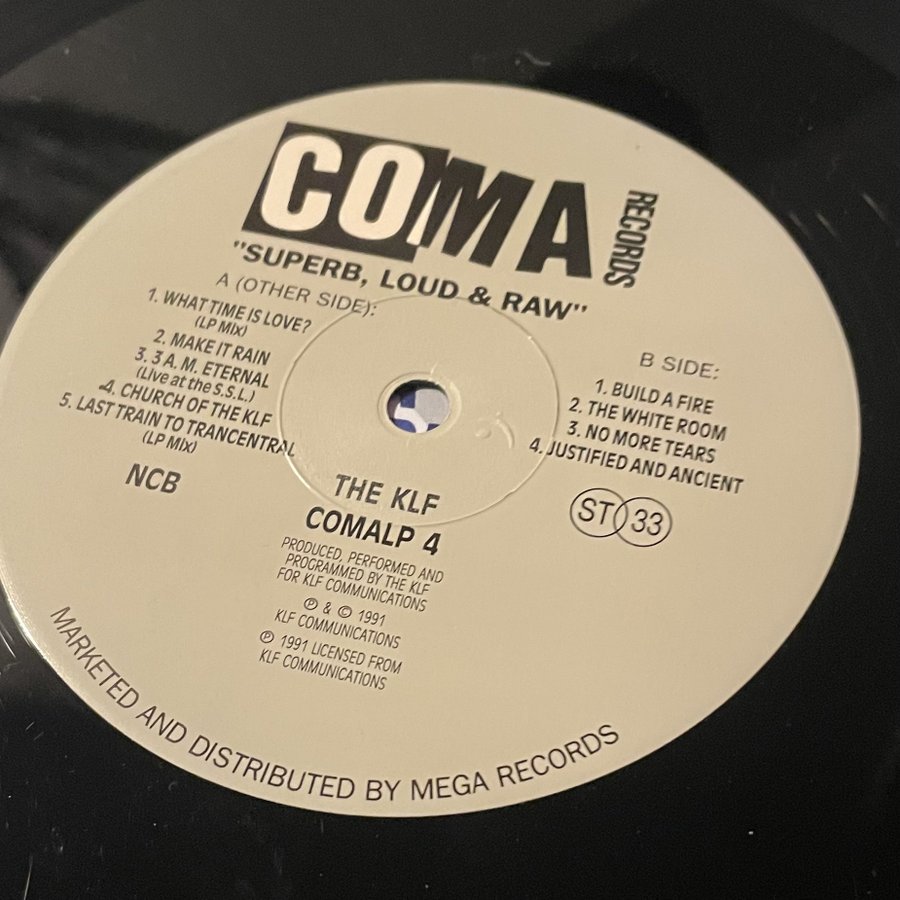 COMA
RECORDS
"SUPERB, LOUD & RAW"
A (OTHER SIDE):
1. WHAT TIME IS LOVE?
(LP MIX)
2. MAKE IT RAIN
3. 3 A.M. ETERNAL
(Live at the S.S.L.)
4. CHURCH OF THE KLF
5. LAST TRAIN TO TRANCENTRAL
(LP MIX)
NCB
B SIDE:
1. BUILD A FIRE
2. THE WHITE ROOM
3. NO MORE TEARS
4. JUSTIFIED AND ANCIENT
ST 33
THE KLF
COMALP 4
PRODUCED, PERFORMED AND
PROGRAMMED BY THE KLF
FOR KLF COMMUNICATIONS
℗ & © 1991
KLF COMMUNICATIONS
℗ 1991 LICENSED FROM
KLF COMMUNICATIONS
MARKETED AND DISTRIBUTED BY MEGA RECORDS